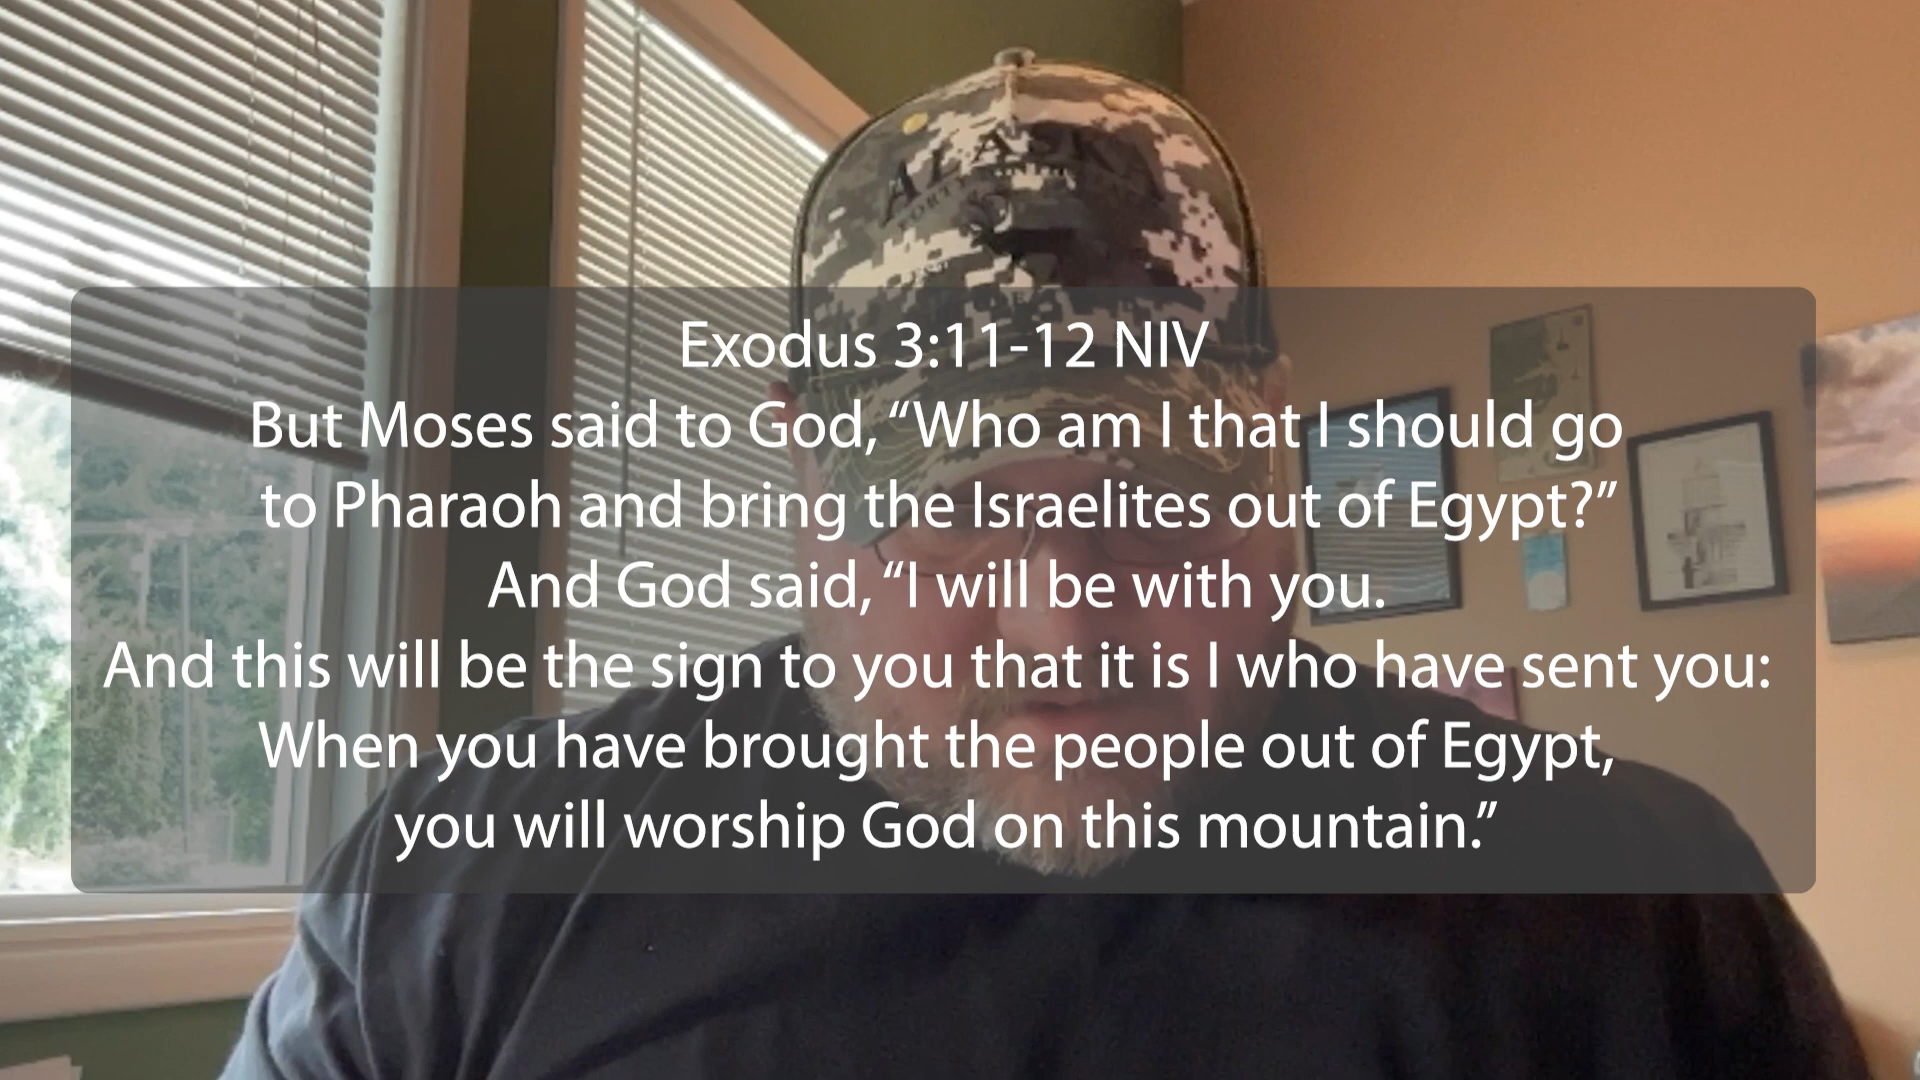 ALASKA
Exodus 3:11-12 NIV
But Moses said to God, “Who am I that I should go
to Pharaoh and bring the Israelites out of Egypt?”
And God said, “I will be with you.
And this will be the sign to you that it is I who have sent you:
When you have brought the people out of Egypt,
you will worship God on this mountain.”